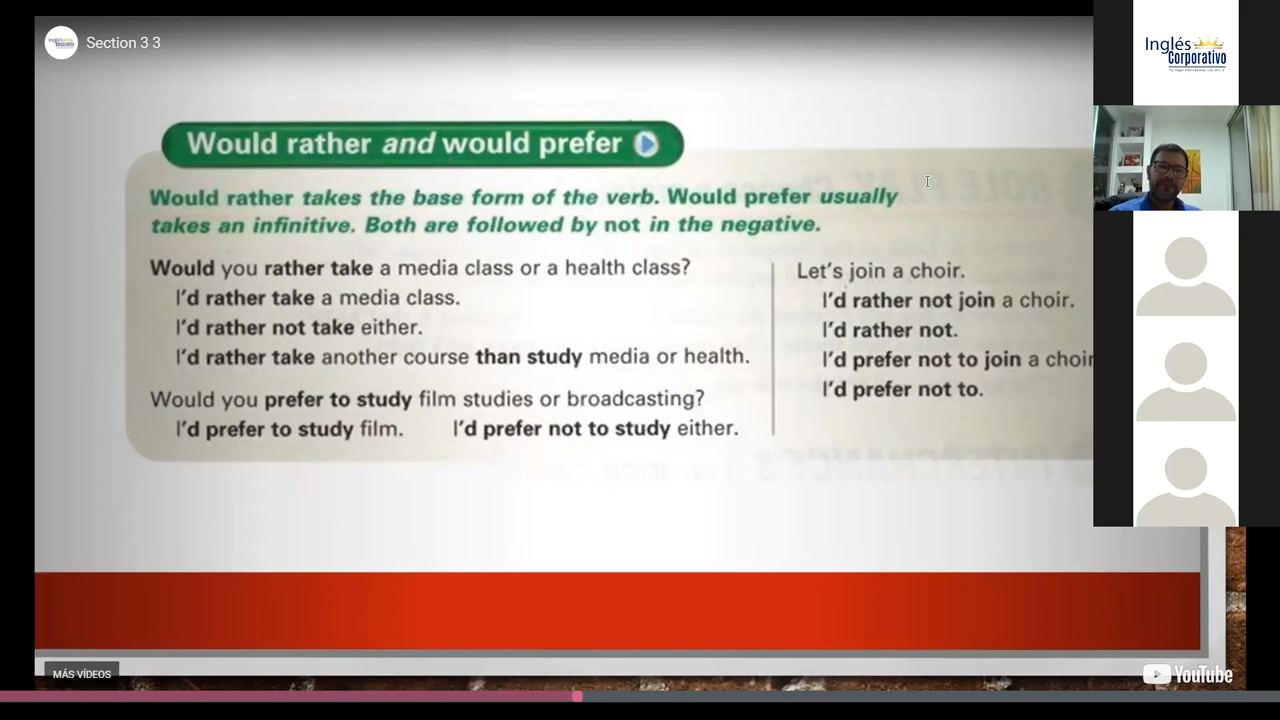 Section 3 3
Inglés
Corporativo
Would rather and would prefer
Would rather takes the base form of the verb. Would prefer usually
takes an infinitive. Both are followed by not in the negative.
Would you rather take a media class or a health class?
I'd rather take a media class.
I'd rather not take either.
I'd rather take another course than study media or health.
Would you prefer to study film studies or broadcasting?
I'd prefer to study film. I'd prefer not to study either.
Let's join a choir.
I'd rather not join a choir.
I'd rather not.
I'd prefer not to join a choir
I'd prefer not to.
MÁS VÍDEOS
YouTube